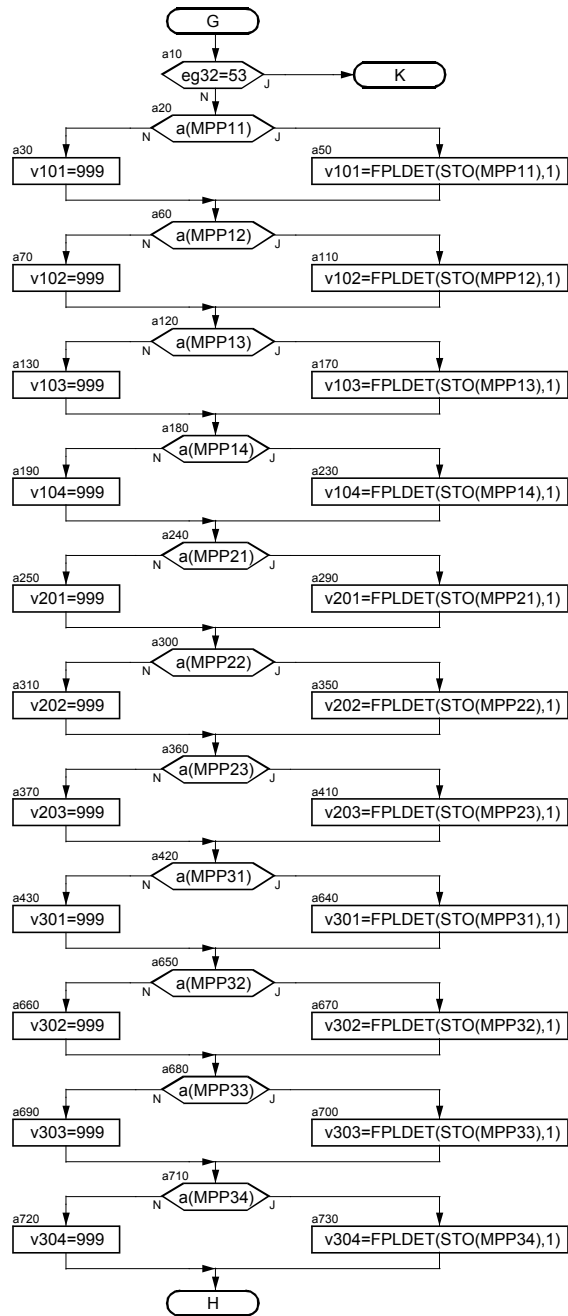 G
a10
eg32=53
J
K
N
a20
a(MPP11)
N
J
a30
v101=999
a50
v101=FPLDET(STO(MPP11),1)
a60
a(MPP12)
N
J
a70
v102=999
a110
v102=FPLDET(STO(MPP12),1)
a120
a(MPP13)
N
J
a130
v103=999
a170
v103=FPLDET(STO(MPP13),1)
a180
a(MPP14)
N
J
a190
v104=999
a230
v104=FPLDET(STO(MPP14),1)
a240
a(MPP21)
N
J
a250
v201=999
a290
v201=FPLDET(STO(MPP21),1)
a300
a(MPP22)
N
J
a310
v202=999
a350
v202=FPLDET(STO(MPP22),1)
a360
a(MPP23)
N
J
a370
v203=999
a410
v203=FPLDET(STO(MPP23),1)
a420
a(MPP31)
N
J
a430
v301=999
a640
v301=FPLDET(STO(MPP31),1)
a650
a(MPP32)
N
J
a660
v302=999
a670
v302=FPLDET(STO(MPP32),1)
a680
a(MPP33)
N
J
a690
v303=999
a700
v303=FPLDET(STO(MPP33),1)
a710
a(MPP34)
N
J
a720
v304=999
a730
v304=FPLDET(STO(MPP34),1)
H